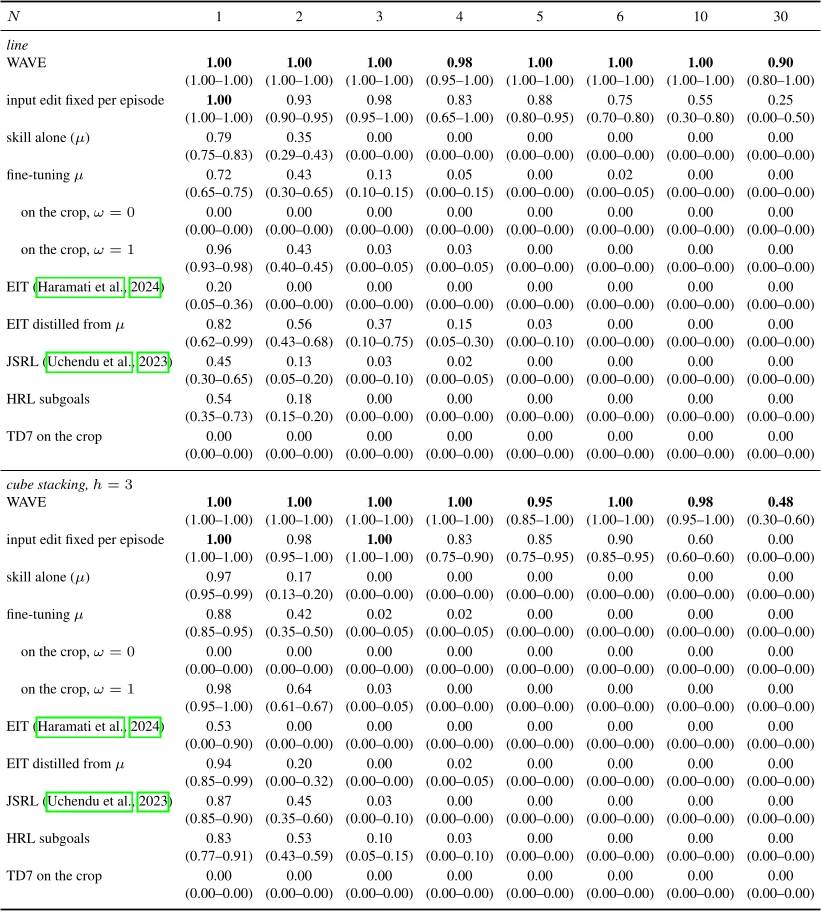 N 1 2 3 4 5 6 10 30
line
WAVE 1.00 1.00 1.00 0.98 1.00 1.00 1.00 0.90
(1.00–1.00) (1.00–1.00) (1.00–1.00) (0.95–1.00) (1.00–1.00) (1.00–1.00) (1.00–1.00) (0.80–1.00)
input edit fixed per episode 1.00 0.93 0.98 0.83 0.88 0.75 0.55 0.25
(1.00–1.00) (0.90–0.95) (0.95–1.00) (0.65–1.00) (0.80–0.95) (0.70–0.80) (0.30–0.80) (0.00–0.50)
skill alone (μ) 0.79 0.35 0.00 0.00 0.00 0.00 0.00 0.00
(0.75–0.83) (0.29–0.43) (0.00–0.00) (0.00–0.00) (0.00–0.00) (0.00–0.00) (0.00–0.00) (0.00–0.00)
fine-tuning μ 0.72 0.43 0.13 0.05 0.00 0.02 0.00 0.00
(0.65–0.75) (0.30–0.65) (0.10–0.15) (0.00–0.15) (0.00–0.00) (0.00–0.05) (0.00–0.00) (0.00–0.00)
on the crop, ω = 0 0.00 0.00 0.00 0.00 0.00 0.00 0.00 0.00
(0.00–0.00) (0.00–0.00) (0.00–0.00) (0.00–0.00) (0.00–0.00) (0.00–0.00) (0.00–0.00) (0.00–0.00)
on the crop, ω = 1 0.96 0.43 0.03 0.03 0.00 0.00 0.00 0.00
(0.93–0.98) (0.40–0.45) (0.00–0.05) (0.00–0.05) (0.00–0.00) (0.00–0.00) (0.00–0.00) (0.00–0.00)
EIT (Haramati et al., 2024) 0.20 0.00 0.00 0.00 0.00 0.00 0.00 0.00
(0.05–0.36) (0.00–0.00) (0.00–0.00) (0.00–0.00) (0.00–0.00) (0.00–0.00) (0.00–0.00) (0.00–0.00)
EIT distilled from μ 0.82 0.56 0.37 0.15 0.03 0.00 0.00 0.00
(0.62–0.99) (0.43–0.68) (0.10–0.75) (0.05–0.30) (0.00–0.10) (0.00–0.00) (0.00–0.00) (0.00–0.00)
JSRL (Uchendu et al., 2023) 0.45 0.13 0.03 0.02 0.00 0.00 0.00 0.00
(0.30–0.65) (0.05–0.20) (0.00–0.10) (0.00–0.05) (0.00–0.00) (0.00–0.00) (0.00–0.00) (0.00–0.00)
HRL subgoals 0.54 0.18 0.00 0.00 0.00 0.00 0.00 0.00
(0.35–0.73) (0.15–0.20) (0.00–0.00) (0.00–0.00) (0.00–0.00) (0.00–0.00) (0.00–0.00) (0.00–0.00)
TD7 on the crop 0.00 0.00 0.00 0.00 0.00 0.00 0.00 0.00
(0.00–0.00) (0.00–0.00) (0.00–0.00) (0.00–0.00) (0.00–0.00) (0.00–0.00) (0.00–0.00) (0.00–0.00)
cube stacking, h = 3
WAVE 1.00 1.00 1.00 1.00 0.95 1.00 0.98 0.48
(1.00–1.00) (1.00–1.00) (1.00–1.00) (1.00–1.00) (0.85–1.00) (1.00–1.00) (0.95–1.00) (0.30–0.60)
input edit fixed per episode 1.00 0.98 1.00 0.83 0.85 0.90 0.60 0.00
(1.00–1.00) (0.95–1.00) (1.00–1.00) (0.75–0.90) (0.75–0.95) (0.85–0.95) (0.60–0.60) (0.00–0.00)
skill alone (μ) 0.97 0.17 0.00 0.00 0.00 0.00 0.00 0.00
(0.95–0.99) (0.13–0.20) (0.00–0.00) (0.00–0.00) (0.00–0.00) (0.00–0.00) (0.00–0.00) (0.00–0.00)
fine-tuning μ 0.88 0.42 0.02 0.02 0.00 0.00 0.00 0.00
(0.85–0.95) (0.35–0.50) (0.00–0.05) (0.00–0.05) (0.00–0.00) (0.00–0.00) (0.00–0.00) (0.00–0.00)
on the crop, ω = 0 0.00 0.00 0.00 0.00 0.00 0.00 0.00 0.00
(0.00–0.00) (0.00–0.00) (0.00–0.00) (0.00–0.00) (0.00–0.00) (0.00–0.00) (0.00–0.00) (0.00–0.00)
on the crop, ω = 1 0.98 0.64 0.03 0.00 0.00 0.00 0.00 0.00
(0.95–1.00) (0.61–0.67) (0.00–0.05) (0.00–0.00) (0.00–0.00) (0.00–0.00) (0.00–0.00) (0.00–0.00)
EIT (Haramati et al., 2024) 0.53 0.00 0.00 0.00 0.00 0.00 0.00 0.00
(0.00–0.90) (0.00–0.00) (0.00–0.00) (0.00–0.00) (0.00–0.00) (0.00–0.00) (0.00–0.00) (0.00–0.00)
EIT distilled from μ 0.94 0.20 0.00 0.02 0.00 0.00 0.00 0.00
(0.85–0.99) (0.00–0.32) (0.00–0.00) (0.00–0.05) (0.00–0.00) (0.00–0.00) (0.00–0.00) (0.00–0.00)
JSRL (Uchendu et al., 2023) 0.87 0.45 0.03 0.00 0.00 0.00 0.00 0.00
(0.85–0.90) (0.35–0.60) (0.00–0.10) (0.00–0.00) (0.00–0.00) (0.00–0.00) (0.00–0.00) (0.00–0.00)
HRL subgoals 0.83 0.53 0.10 0.03 0.00 0.00 0.00 0.00
(0.77–0.91) (0.43–0.59) (0.05–0.15) (0.00–0.10) (0.00–0.00) (0.00–0.00) (0.00–0.00) (0.00–0.00)
TD7 on the crop 0.00 0.00 0.00 0.00 0.00 0.00 0.00 0.00
(0.00–0.00) (0.00–0.00) (0.00–0.00) (0.00–0.00) (0.00–0.00) (0.00–0.00) (0.00–0.00) (0.00–0.00)